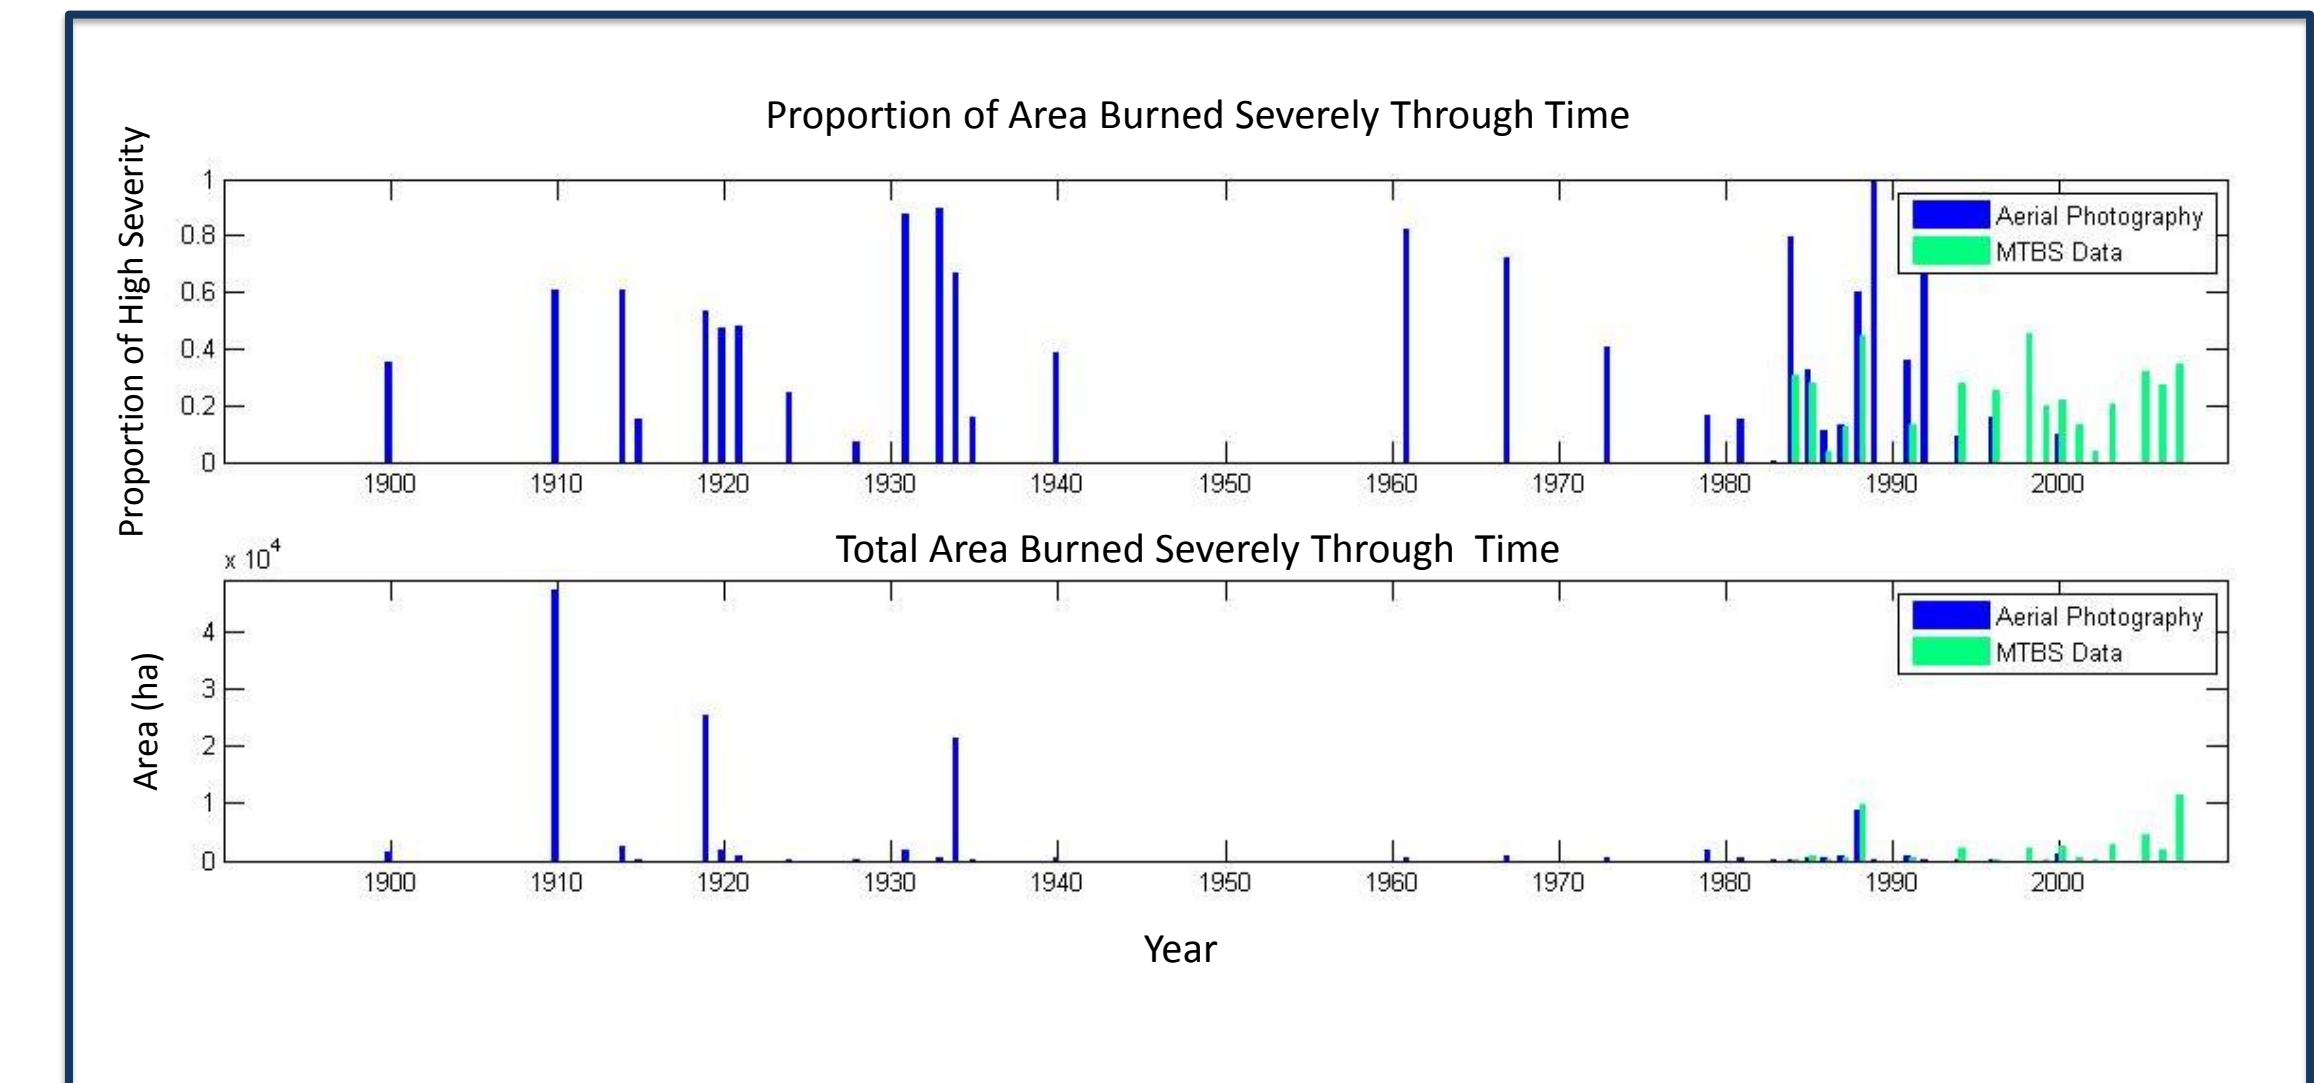 Proportion of Area Burned Severely Through Time
Proportion of High Severity
1
0.8
0.6
0.4
0.2
0
Aerial Photography
MTBS Data
1900 1910 1920 1930 1940 1950 1960 1970 1980 1990 2000
Total Area Burned Severely Through Time
x 10^4
Area (ha)
4
3
2
1
0
Aerial Photography
MTBS Data
1900 1910 1920 1930 1940 1950 1960 1970 1980 1990 2000
Year